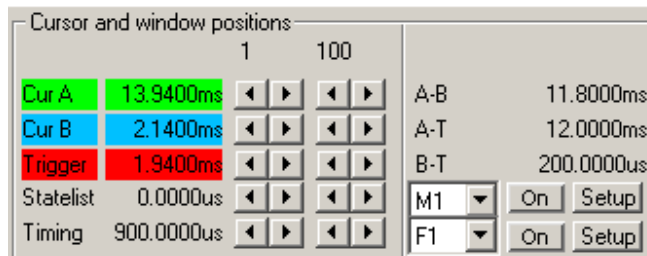 Cursor and window positions
1 100
Cur A 13.9400ms A-B 11.8000ms
Cur B 2.1400ms A-T 12.0000ms
Trigger 1.9400ms B-T 200.0000us
Statelist 0.0000us M1 On Setup
Timing 900.0000us F1 On Setup